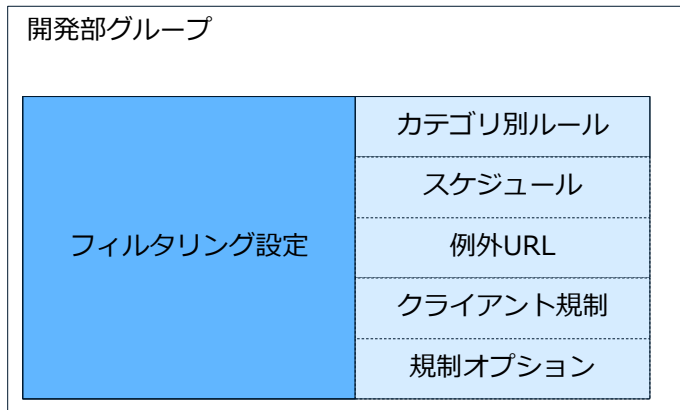 開発部グループ
フィルタリング設定
カテゴリ別ルール
スケジュール
例外URL
クライアント規制
規制オプション